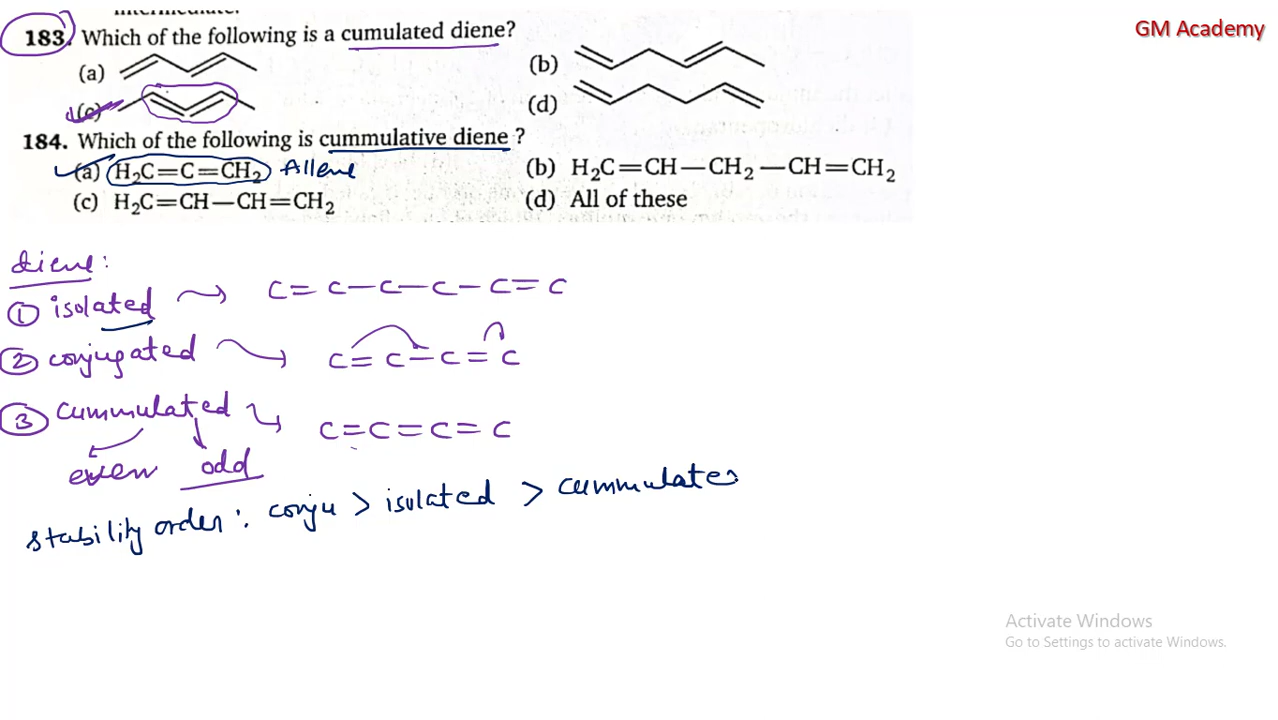 GM Academy
183. Which of the following is a cumulated diene?
(a) (b)
(c) (d)
184. Which of the following is cummulative diene ?
(a) H₂C=C=CH₂ Allene (b) H₂C=CH—CH₂—CH=CH₂
(c) H₂C=CH—CH=CH₂ (d) All of these
diene:
① isolated C=C-C-C-C=C
② conjugated C=C-C=C
③ cummulated C=C=C=C
even odd
stability order: conju > isolated > cummulated
Activate Windows
Go to Settings to activate Windows.